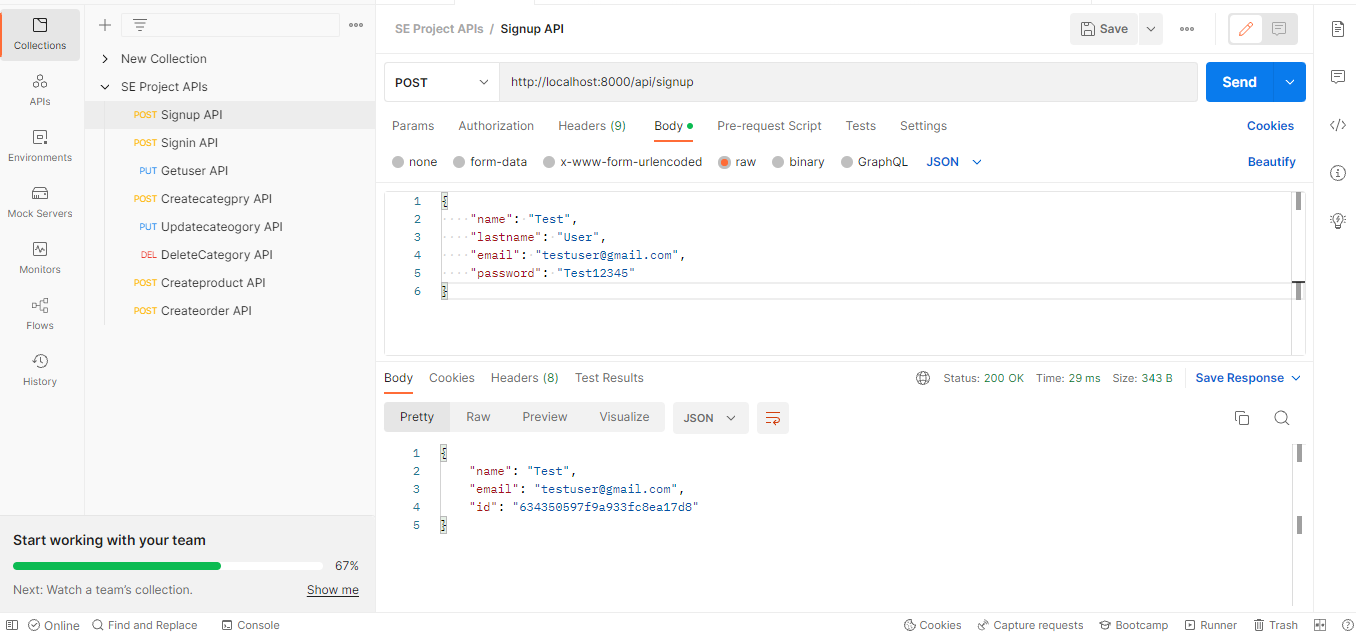 Collections
APIs
Environments
Mock Servers
Monitors
Flows
History
New Collection
SE Project APIs
POST Signup API
POST Signin API
PUT Getuser API
POST Createcategpry API
PUT Updatecateogory API
DEL DeleteCategory API
POST Createproduct API
POST Createorder API
Start working with your team
67%
Next: Watch a team's collection. Show me
SE Project APIs / Signup API
Save
POST http://localhost:8000/api/signup Send
Params Authorization Headers (9) Body Pre-request Script Tests Settings Cookies
none form-data x-www-form-urlencoded raw binary GraphQL JSON Beautify
1 {
2 "name": "Test",
3 "lastname": "User",
4 "email": "testuser@gmail.com",
5 "password": "Test12345"
6 }
Body Cookies Headers (8) Test Results Status: 200 OK Time: 29 ms Size: 343 B Save Response
Pretty Raw Preview Visualize JSON
1 {
2 "name": "Test",
3 "email": "testuser@gmail.com",
4 "id": "634350597f9a933fc8ea17d8"
5 }
Online Find and Replace Console Cookies Capture requests Bootcamp Runner Trash